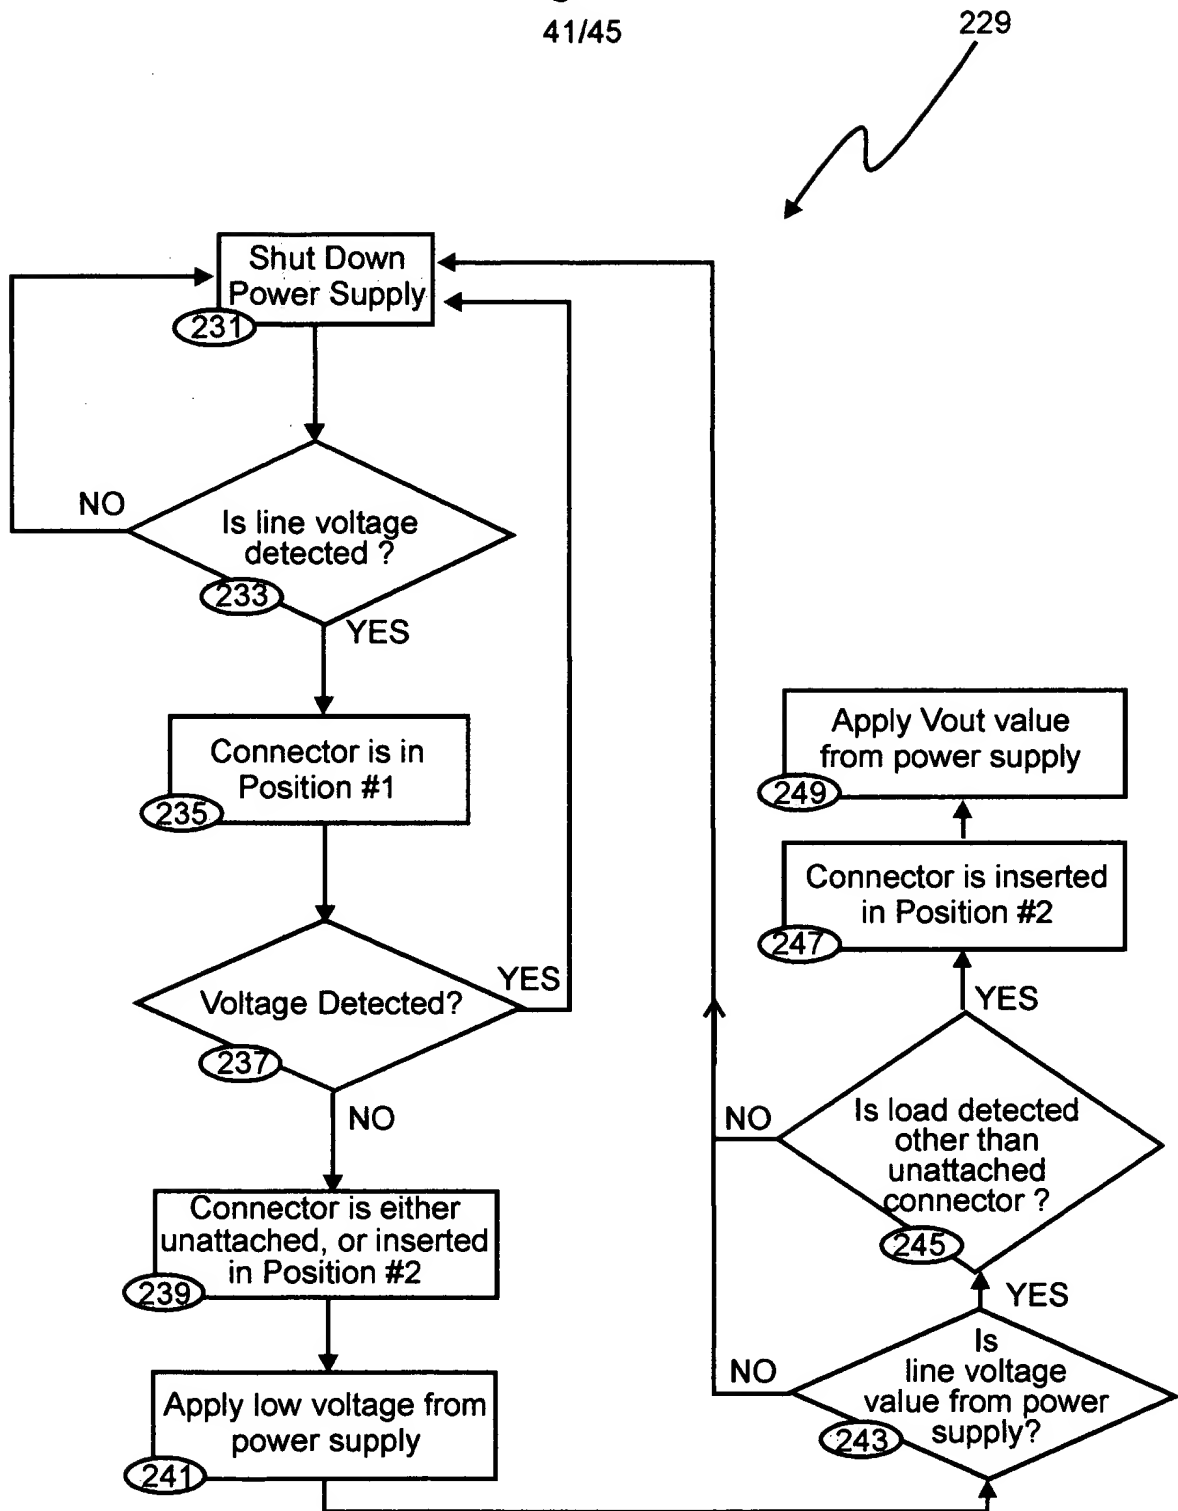 41/45
229
Shut Down
Power Supply
231
NO
Is line voltage
detected ?
233
YES
Connector is in
Position #1
235
Voltage Detected?
YES
237
NO
Connector is either
unattached, or inserted
in Position #2
239
Apply low voltage from
power supply
241
Apply Vout value
from power supply
249
Connector is inserted
in Position #2
247
YES
NO
Is load detected
other than
unattached
connector ?
245
YES
NO
Is
line voltage
value from power
supply?
243